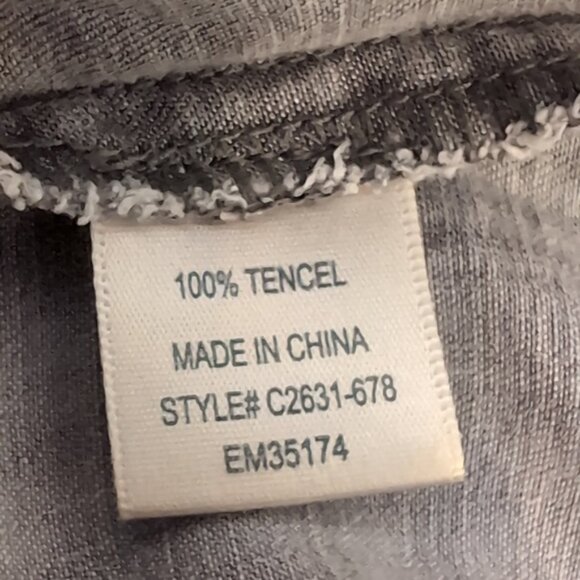 100% TENCEL
MADE IN CHINA
STYLE# C2631-678
EM35174